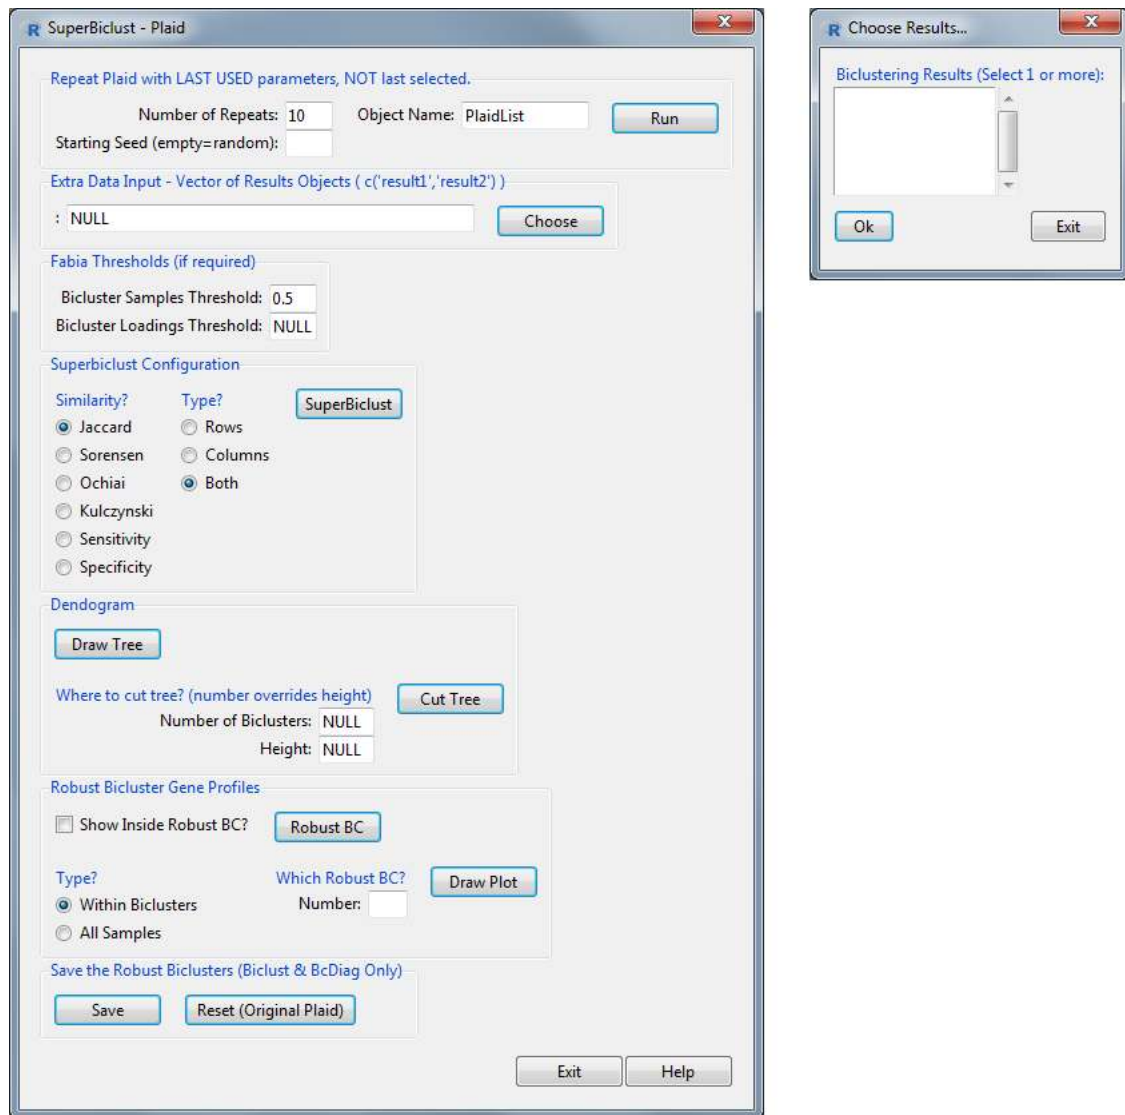 SuperBiclust - Plaid
Repeat Plaid with LAST USED parameters, NOT last selected.
Number of Repeats: 10 Object Name: PlaidList Run
Starting Seed (empty=random):
Extra Data Input - Vector of Results Objects ( c('result1','result2') )
: NULL Choose
Fabia Thresholds (if required)
Bicluster Samples Threshold: 0.5
Bicluster Loadings Threshold: NULL
Superbiclust Configuration
Similarity? Type? SuperBiclust
Jaccard Rows
Sorensen Columns
Ochiai Both
Kulczynski
Sensitivity
Specificity
Dendogram
Draw Tree
Where to cut tree? (number overrides height) Cut Tree
Number of Biclusters: NULL
Height: NULL
Robust Bicluster Gene Profiles
Show Inside Robust BC? Robust BC
Type? Which Robust BC? Draw Plot
Within Biclusters Number:
All Samples
Save the Robust Biclusters (Biclust & BcDiag Only)
Save Reset (Original Plaid)
Exit Help
Choose Results...
Biclustering Results (Select 1 or more):
Ok Exit